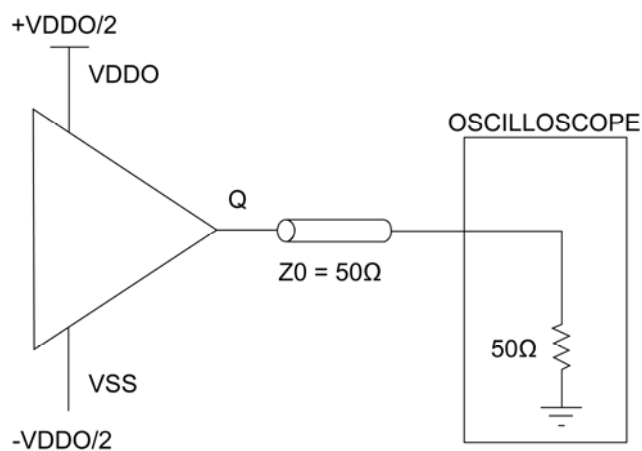 +VDDO/2
VDDO
OSCILLOSCOPE
Q
Z0 = 50Ω
50Ω
VSS
-VDDO/2